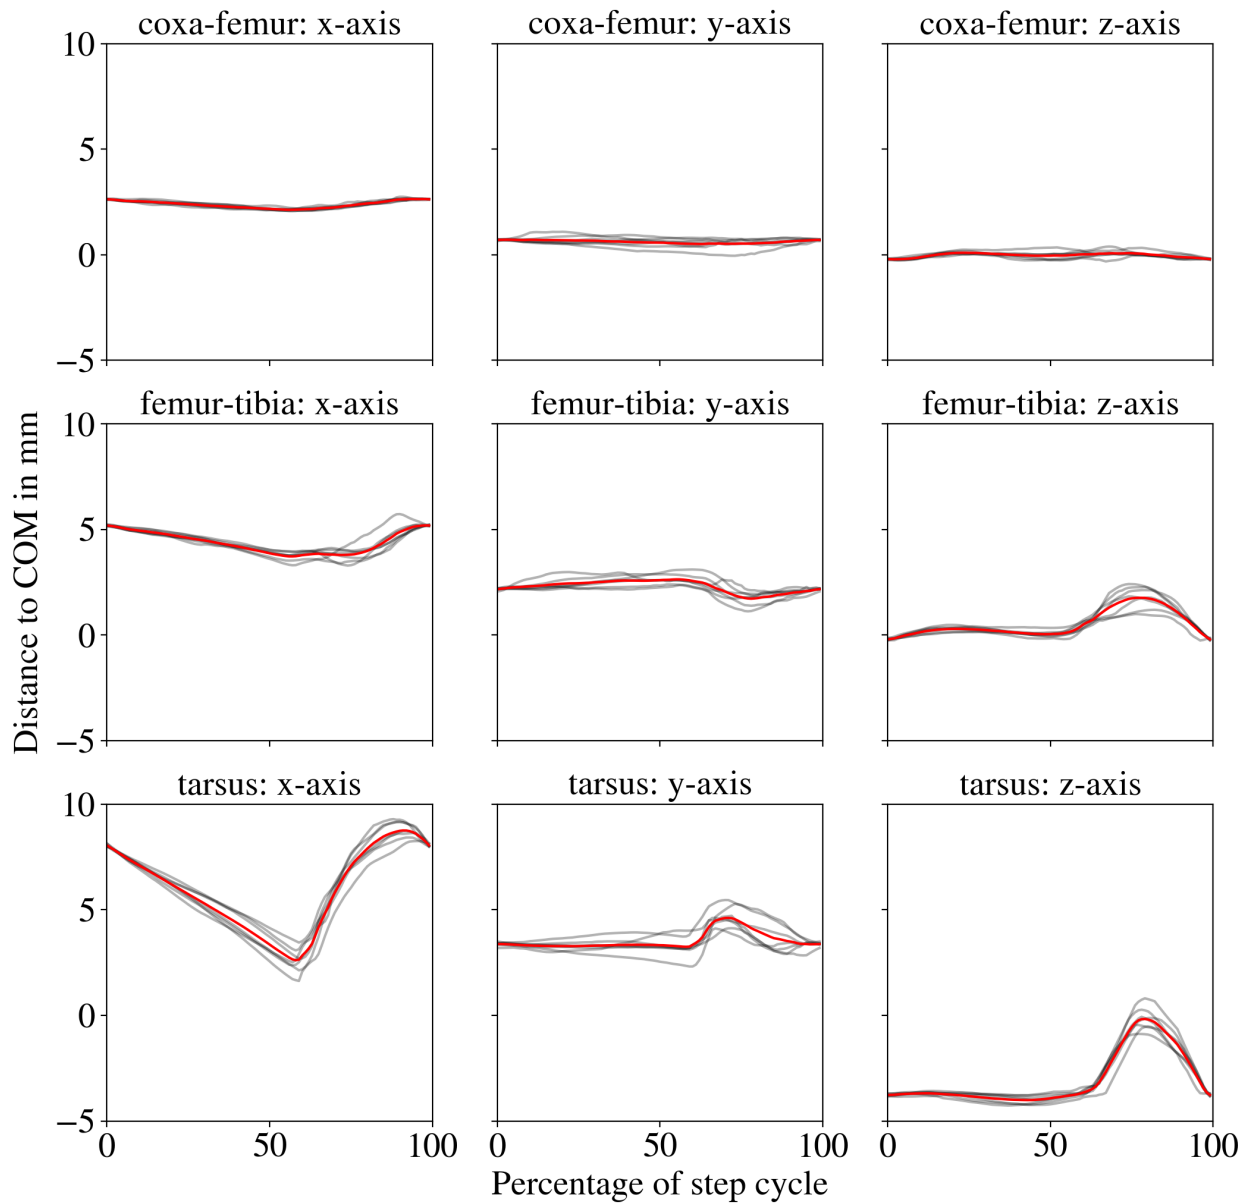 coxa-femur: x-axis
coxa-femur: y-axis
coxa-femur: z-axis
10
5
0
−5
50
100
femur-tibia: x-axis
femur-tibia: y-axis
femur-tibia: z-axis
10
5
0
−5
Distance to COM in mm
tarsus: x-axis
tarsus: y-axis
tarsus: z-axis
10
5
0
−5
0
50
100
0
50
100
0
50
100
Percentage of step cycle